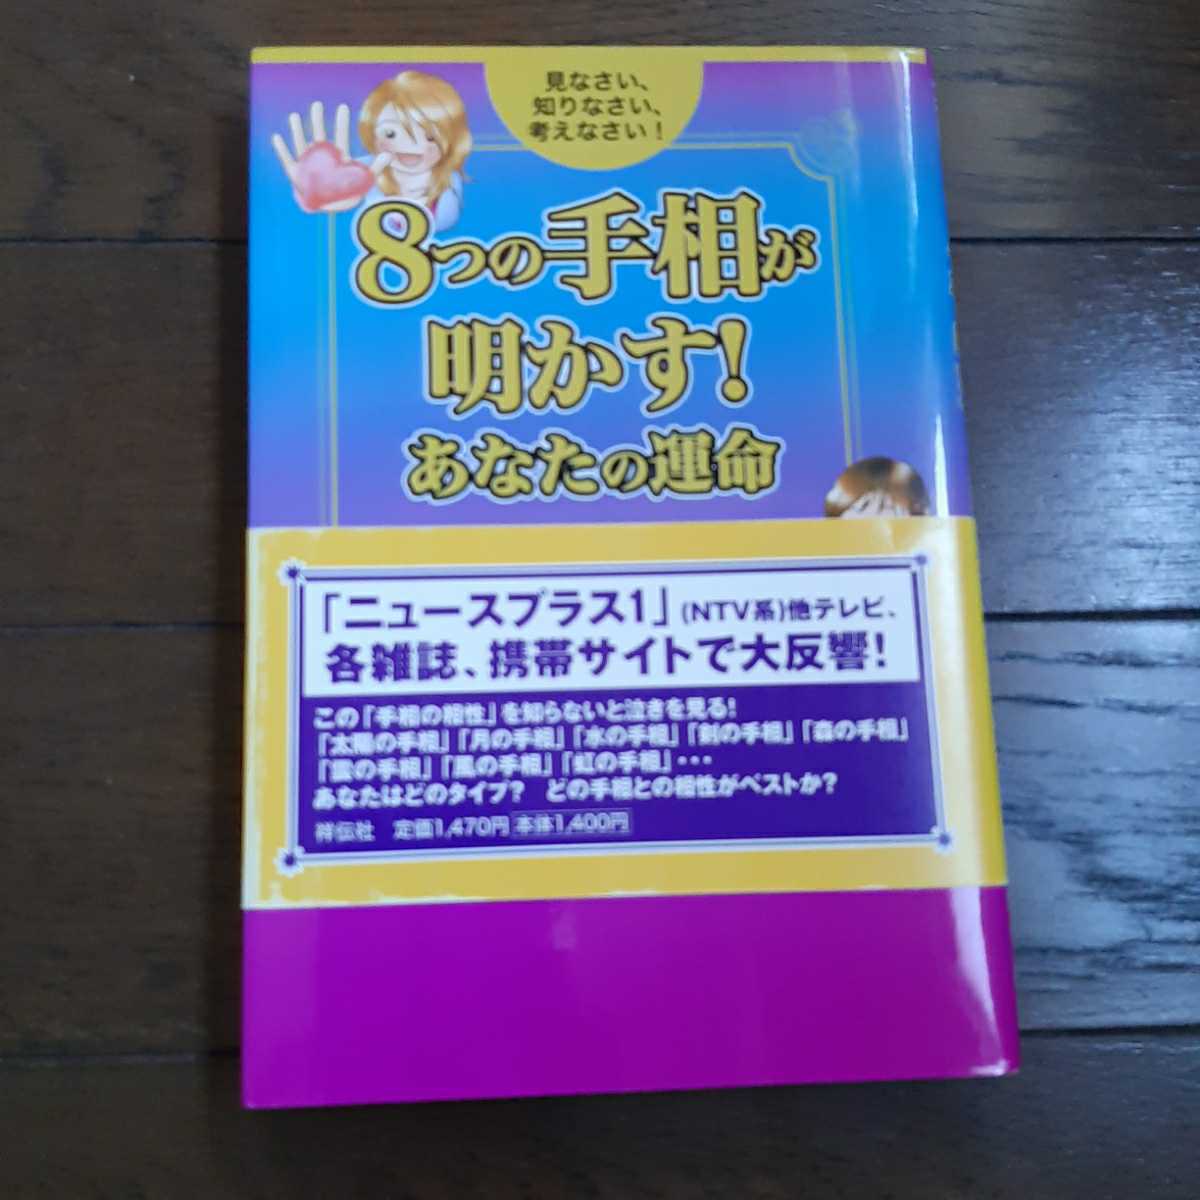 見なさい、
知りなさい、
考えなさい！
8つの手相が
明かす！
あなたの運命
「ニュースプラス1」(NTV系)他テレビ、
各雑誌、携帯サイトで大反響！
この「手相の相性」を知らないと泣きを見る！
「太陽の手相」「月の手相」「水の手相」「剣の手相」「森の手相」
「雲の手相」「風の手相」「虹の手相」・・・
あなたはどのタイプ？　どの手相との相性がベストか？
祥伝社　定価1,470円 本体1,400円